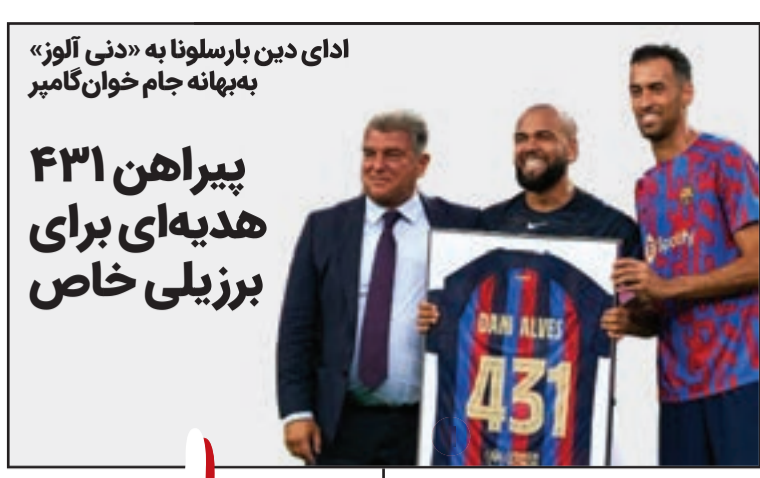 ادای دین بارسلونا به «دنی آلوز»
به‌بهانه جام خوان‌گامپر
پیراهن ۴۳۱
هدیه‌ای برای
برزیلی خاص
Spotify
DANI ALVES
431